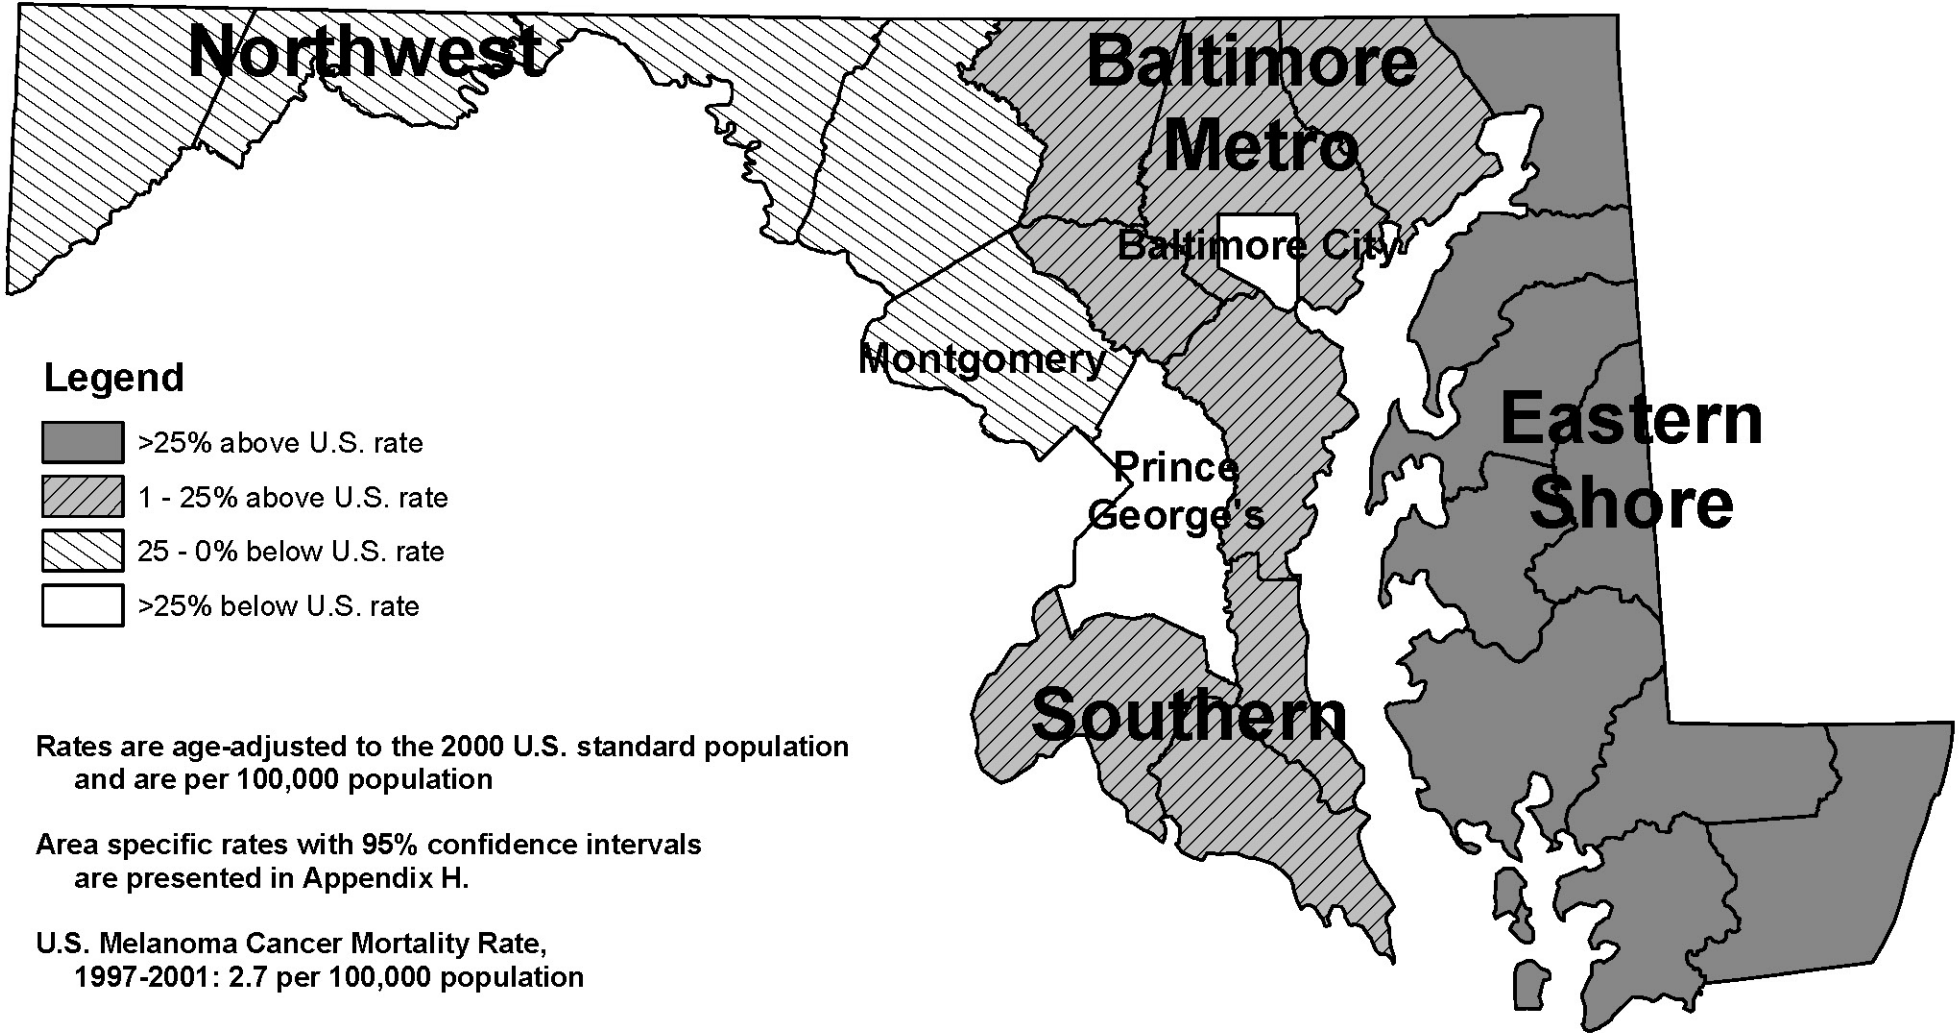 Northwest
Baltimore
Metro
Baltimore City
Montgomery
Prince
George's
Eastern
Shore
Southern
Legend
>25% above U.S. rate
1 - 25% above U.S. rate
25 - 0% below U.S. rate
>25% below U.S. rate
Rates are age-adjusted to the 2000 U.S. standard population
and are per 100,000 population
Area specific rates with 95% confidence intervals
are presented in Appendix H.
U.S. Melanoma Cancer Mortality Rate,
1997-2001: 2.7 per 100,000 population